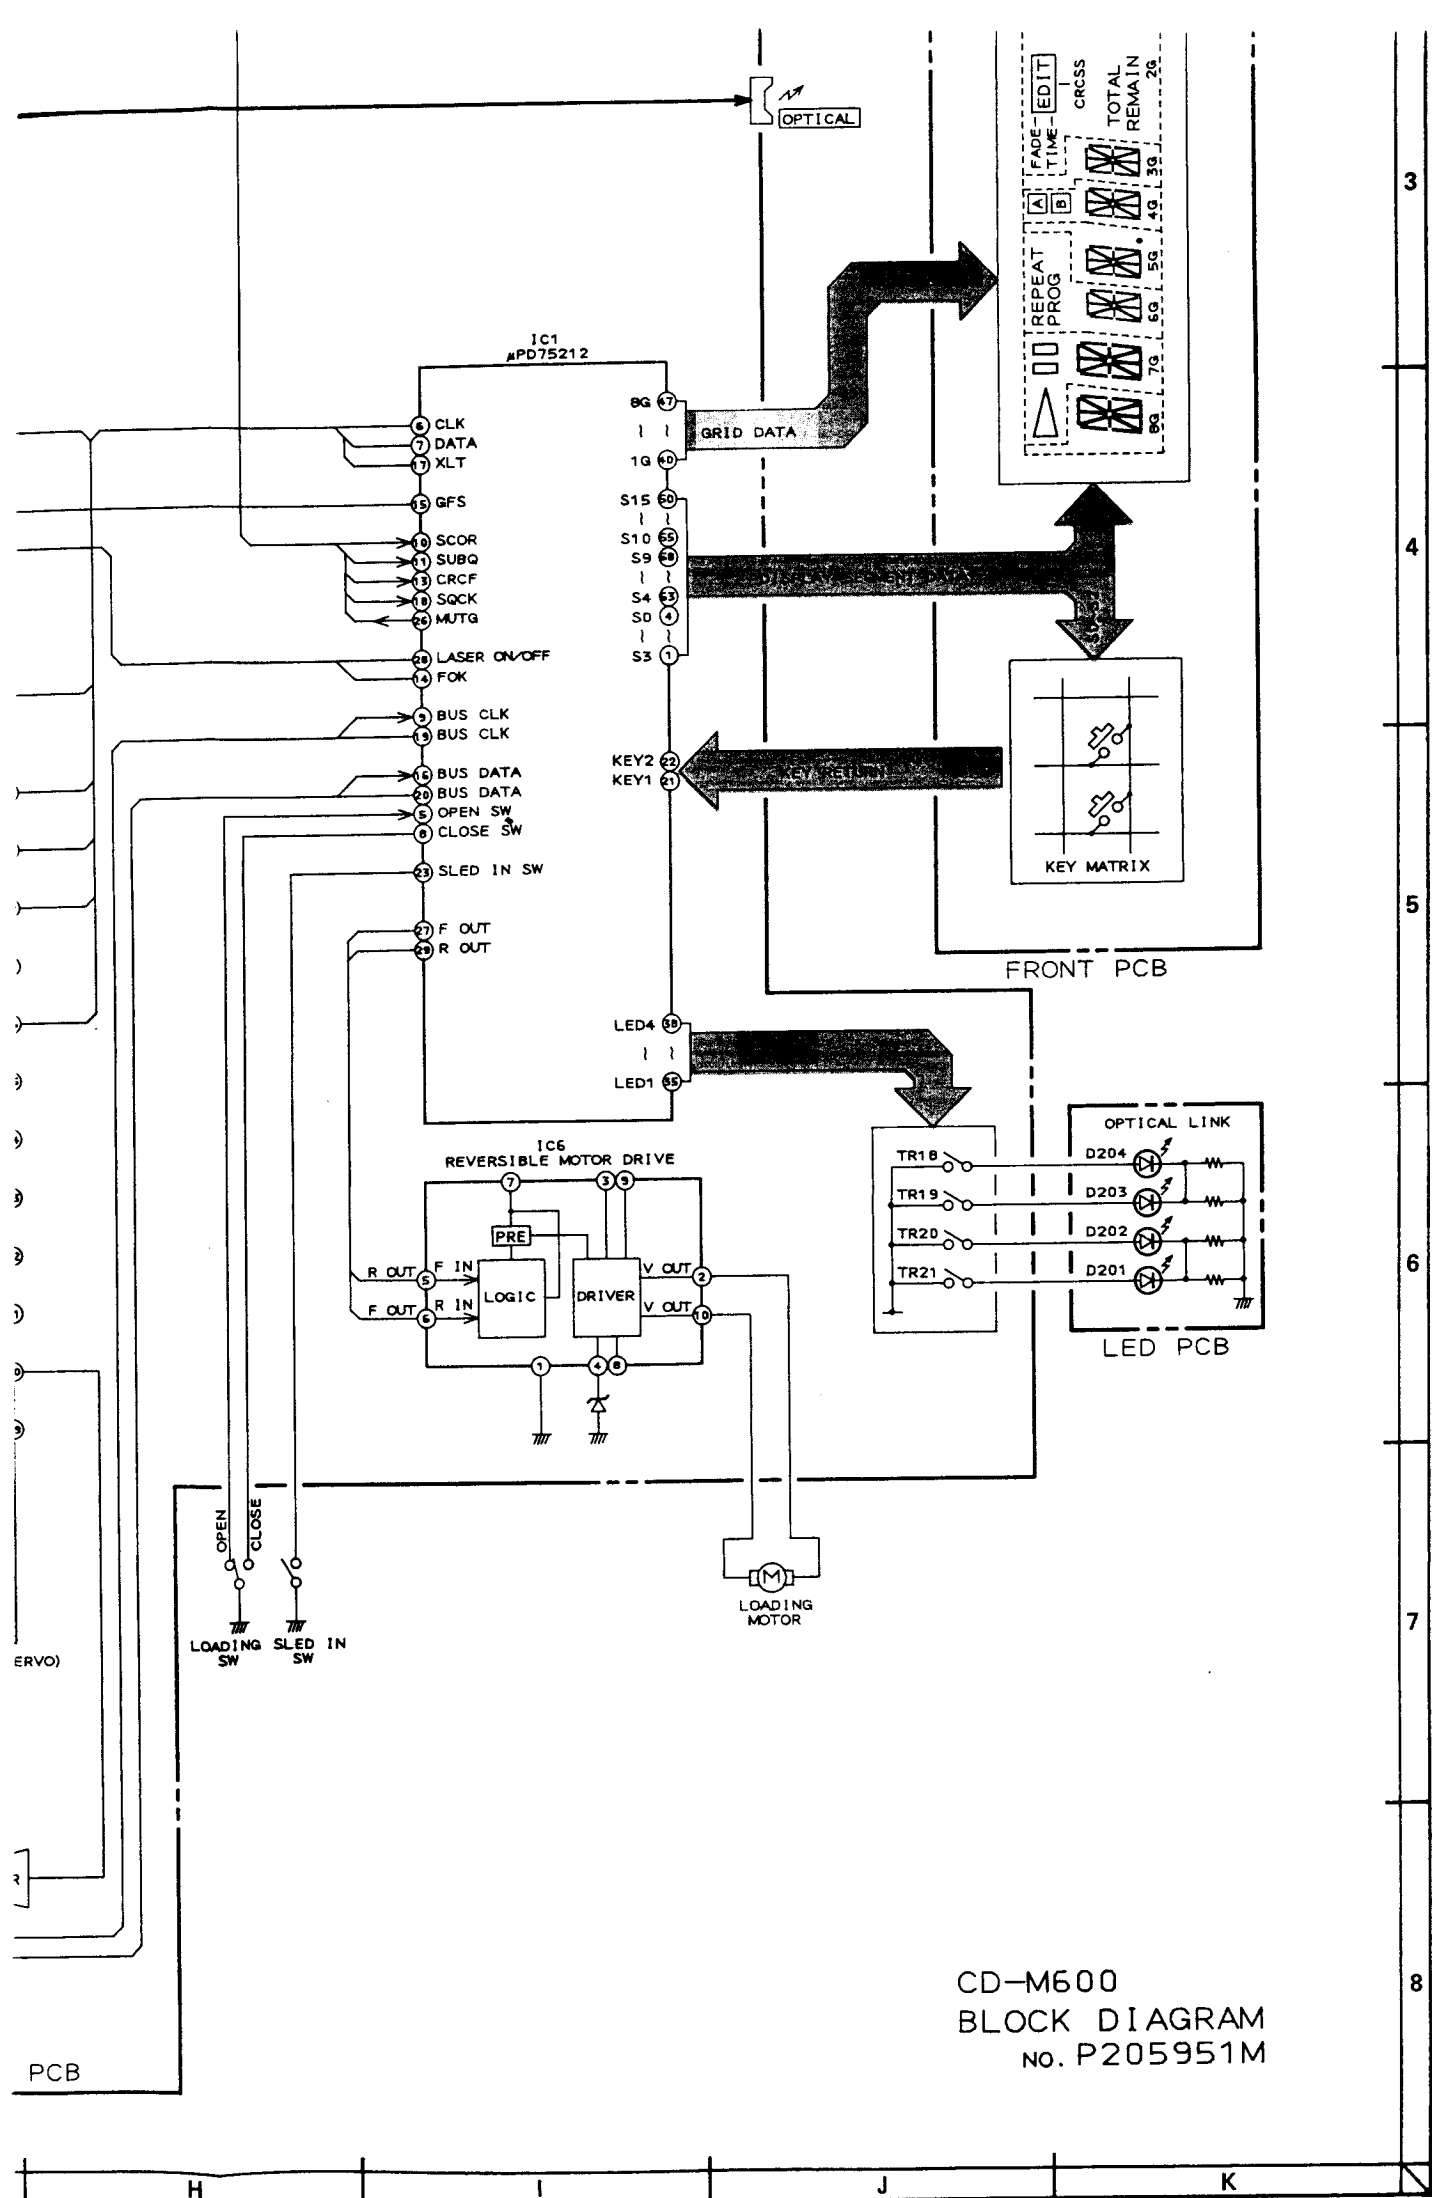 OPTICAL
FADE
TIME
EDIT
CRCSS
TOTAL
REMAIN
2G
A
B
3G
4G
5G
6G
7G
8G
REPEAT
PROG
3
IC1
µPD75212
6 CLK
7 DATA
17 XLT
15 GFS
10 SCOR
11 SUBQ
13 CRCF
18 SQCK
26 MUTG
28 LASER ON/OFF
14 FOK
9 BUS CLK
19 BUS CLK
16 BUS DATA
20 BUS DATA
5 OPEN SW
8 CLOSE SW
23 SLED IN SW
27 F OUT
29 R OUT
8G 47
1G 40
S15 60
S10
S9
S4 63
S0 4
S3 1
KEY2 22
KEY1 21
LED4 38
LED1 35
GRID DATA
DISPLAY SEGMENT DATA
KEY RETURN
KEY MATRIX
FRONT PCB
4
5
IC6
REVERSIBLE MOTOR DRIVE
7
3 9
PRE
R OUT 5 F IN
F OUT 6 R IN
LOGIC
DRIVER
V OUT 2
V OUT 10
1
4 8
TR18
TR19
TR20
TR21
OPTICAL LINK
D204
D203
D202
D201
LED PCB
6
OPEN
CLOSE
LOADING
SW
SLED IN
SW
M
LOADING
MOTOR
ERVO)
R
7
CD-M600
BLOCK DIAGRAM
NO. P205951M
8
PCB
H
I
J
K